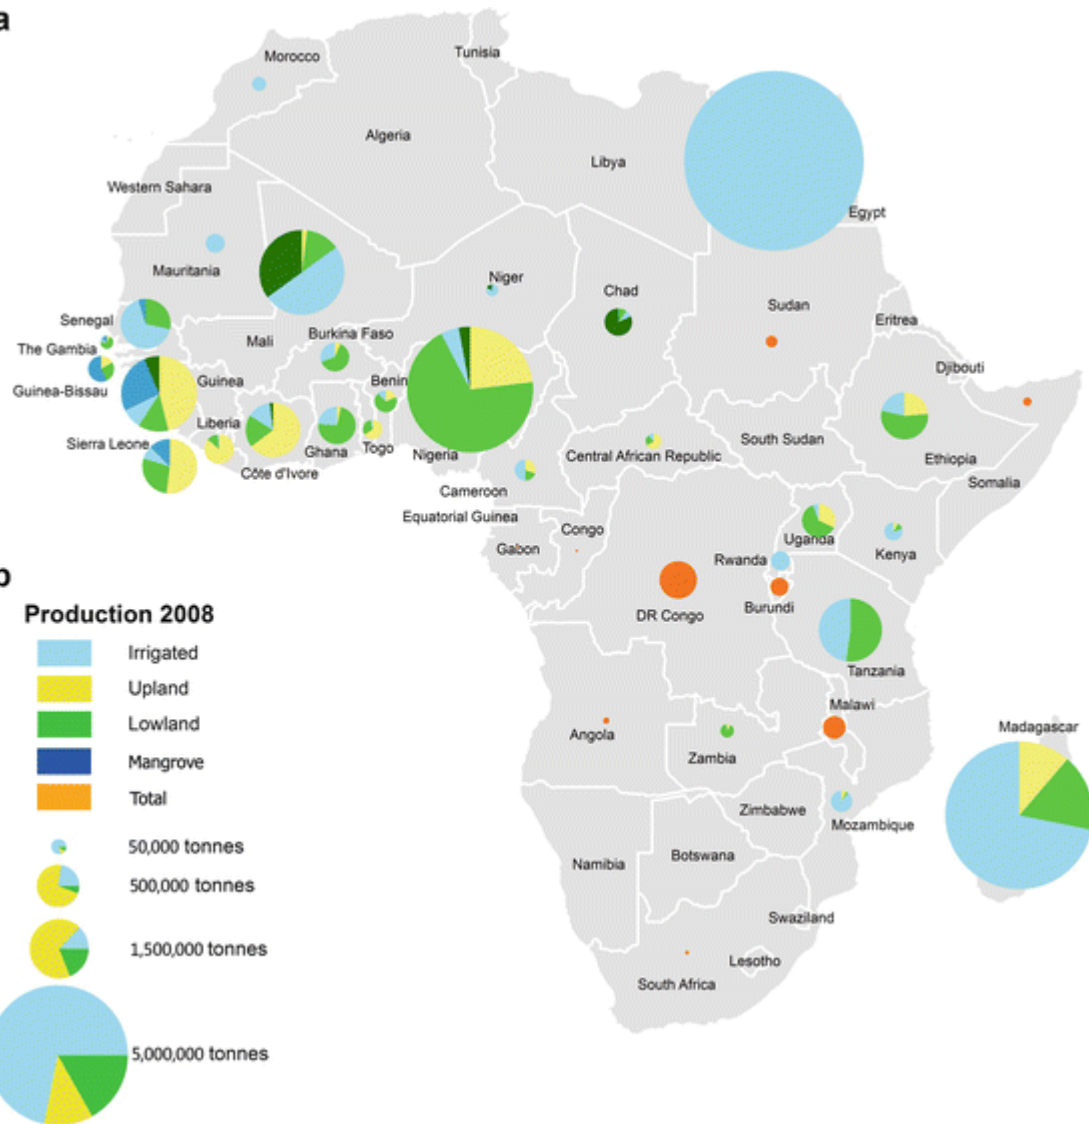 a
Morocco
Tunisia
Algeria
Libya
Western Sahara
Egypt
Mauritania
Niger
Chad
Sudan
Senegal
Eritrea
Burkina Faso
Mali
The Gambia
Djibouti
Benin
Guinea
Guinea-Bissau
Liberia
South Sudan
Sierra Leone
Ghana
Togo
Nigeria
Central African Republic
Ethiopia
Côte d'Ivore
Somalia
Cameroon
Equatorial Guinea
Congo
Uganda
Gabon
Rwanda
Kenya
b
DR Congo
Burundi
Production 2008
Irrigated
Tanzania
Upland
Malawi
Lowland
Angola
Madagascar
Mangrove
Zambia
Total
Zimbabwe
Mozambique
50,000 tonnes
Namibia
Botswana
500,000 tonnes
Swaziland
1,500,000 tonnes
Lesotho
South Africa
5,000,000 tonnes